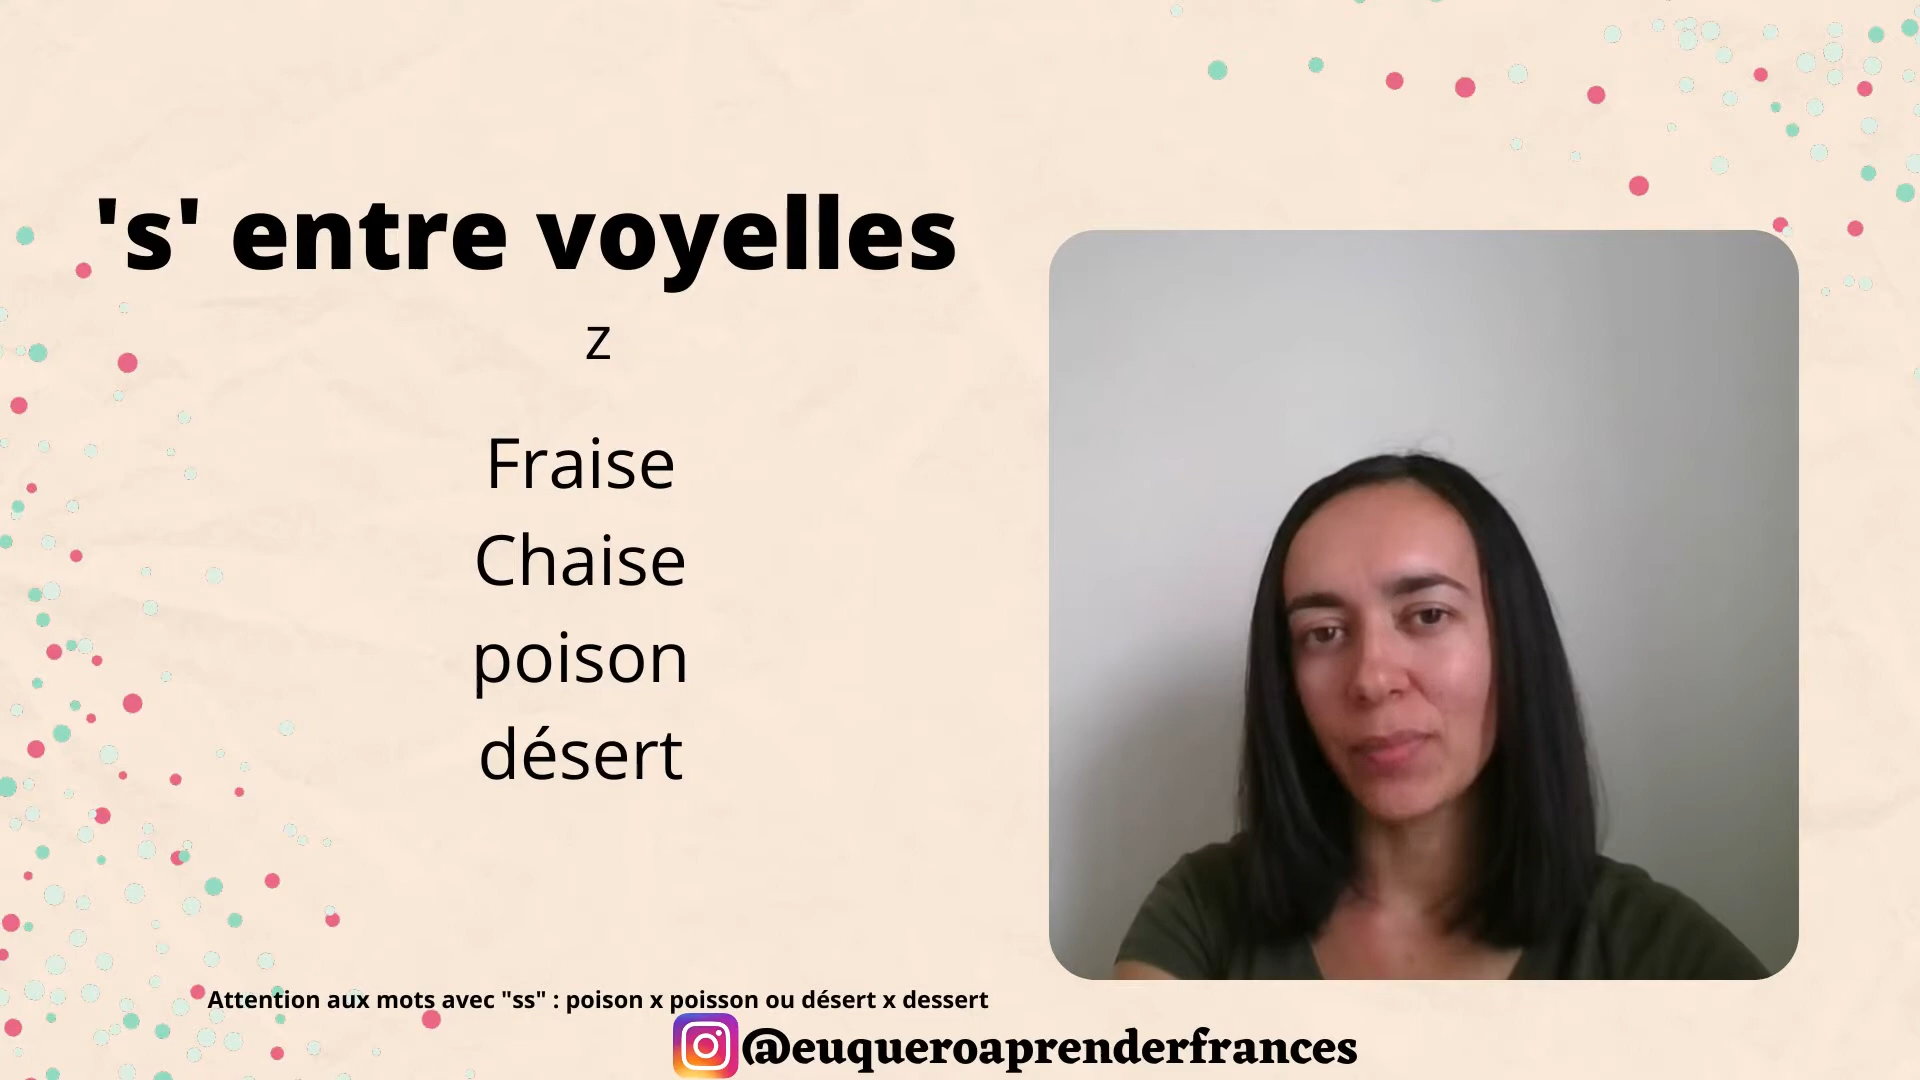 's' entre voyelles
z
Fraise
Chaise
poison
désert
Attention aux mots avec "ss" : poison x poisson ou désert x dessert
@euqueroaprenderfrances